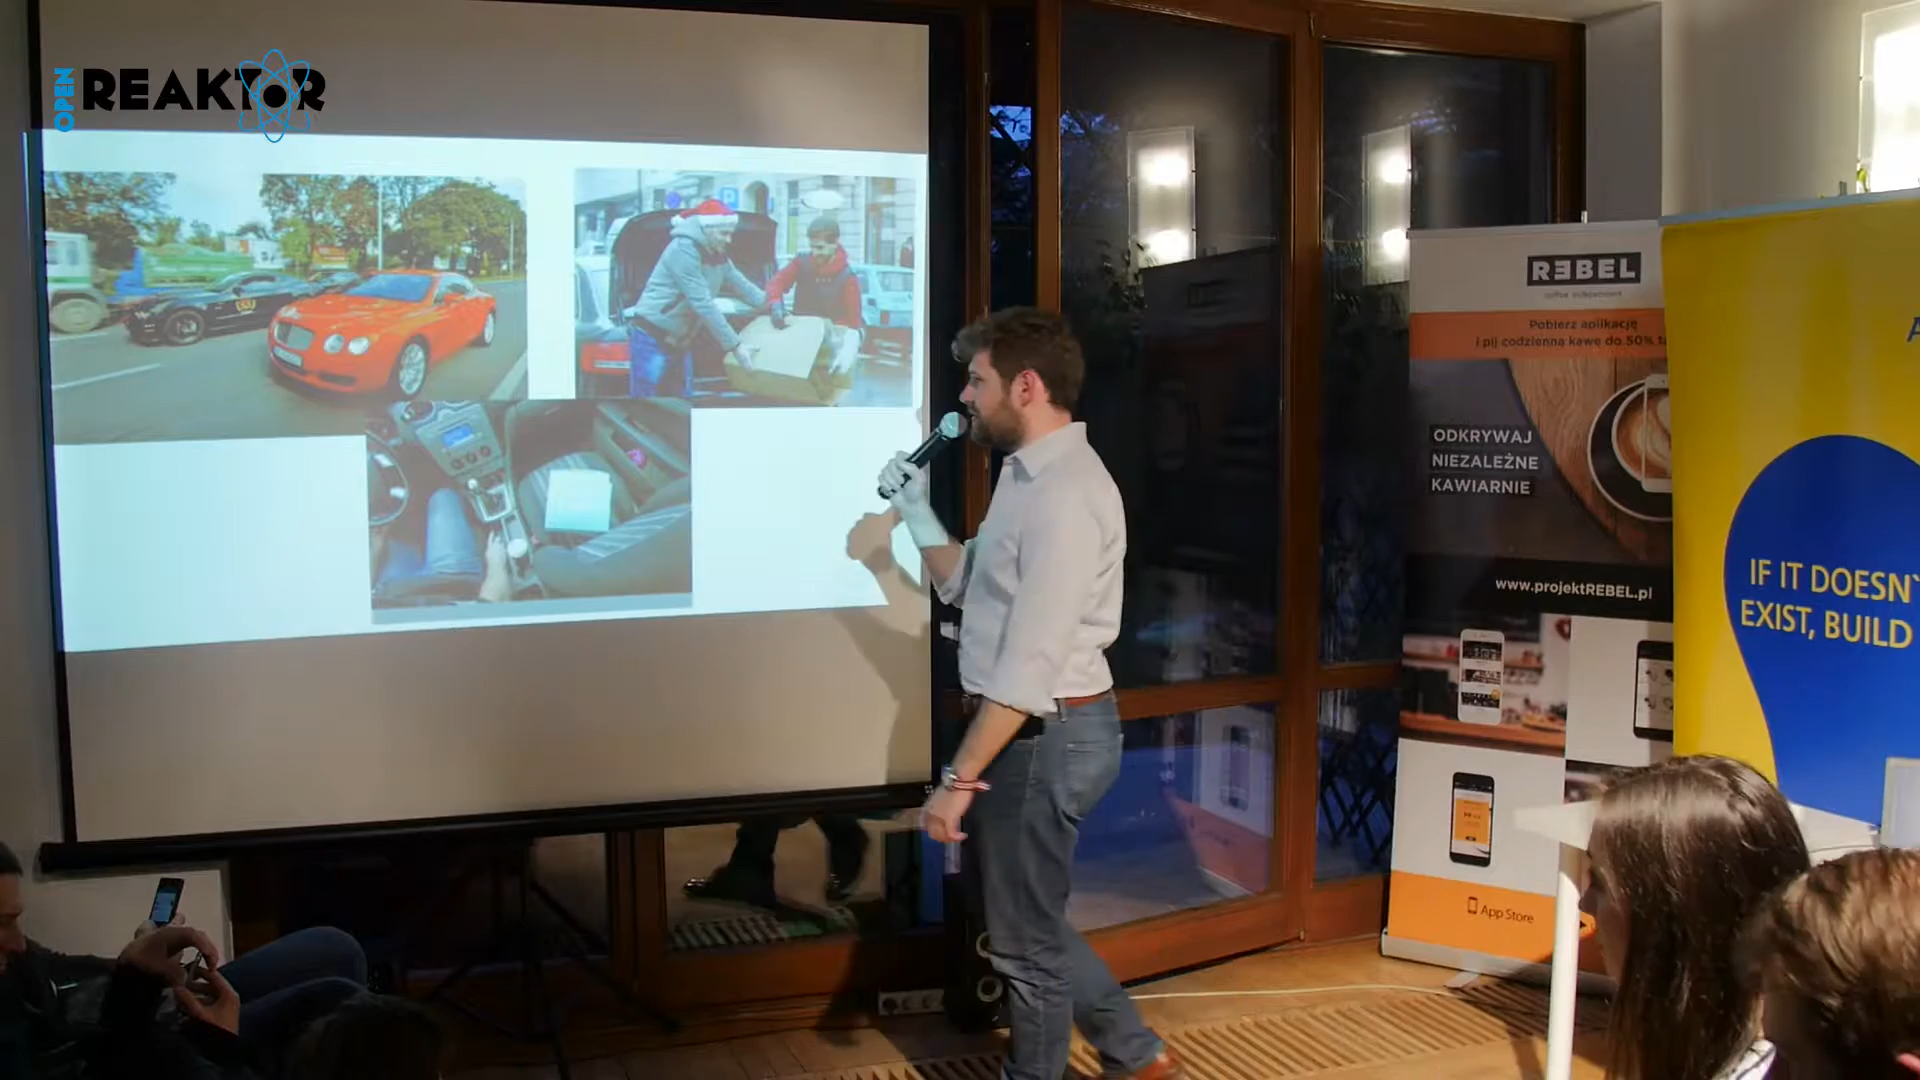 OPEN
REAKTOR
REBEL
Pobierz aplikację
i pij codzienną kawę do 50%
ODKRYWAJ
NIEZALEŻNE
KAWIARNIE
www.projektREBEL.pl
App Store
IF IT DOESN'
EXIST, BUILD